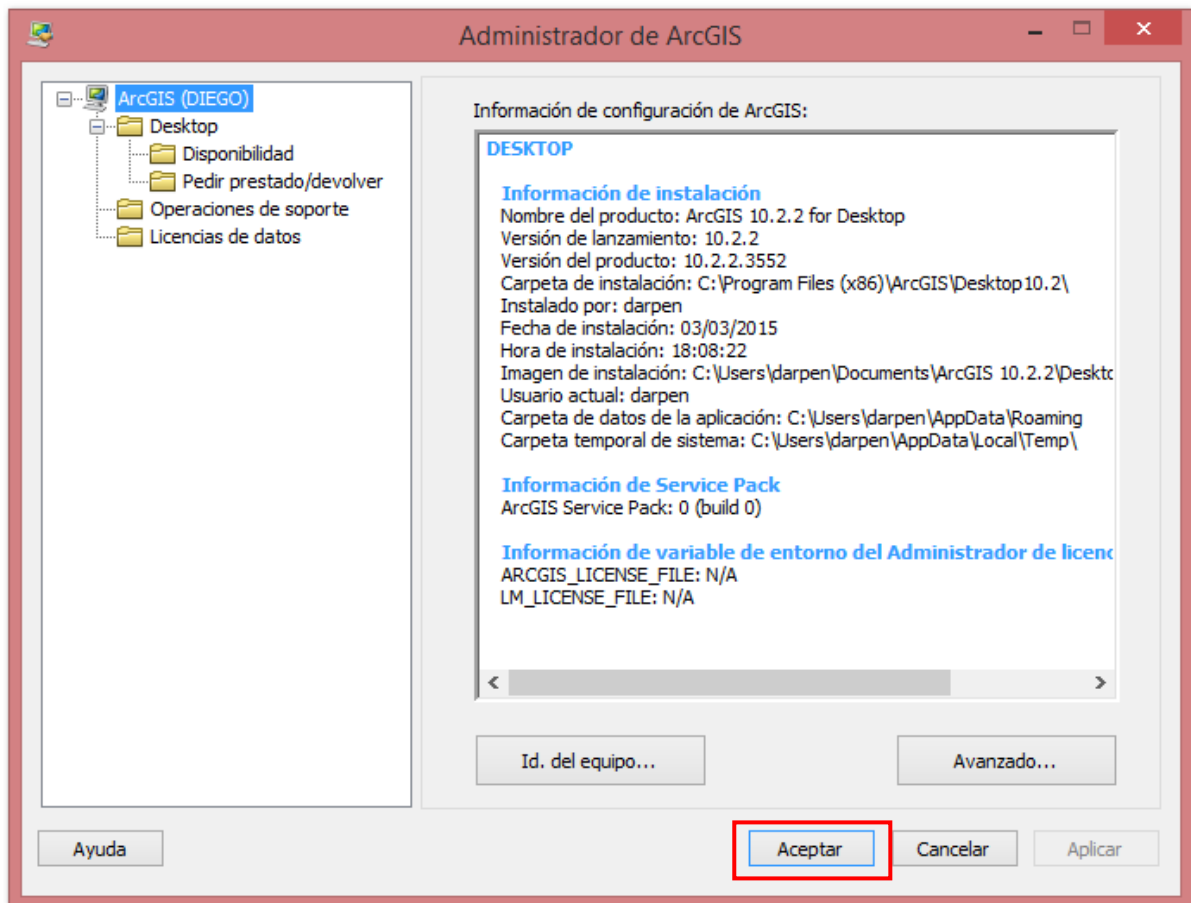 Administrador de ArcGIS
ArcGIS (DIEGO)
Desktop
Disponibilidad
Pedir prestado/devolver
Operaciones de soporte
Licencias de datos
Información de configuración de ArcGIS:
DESKTOP
Información de instalación
Nombre del producto: ArcGIS 10.2.2 for Desktop
Versión de lanzamiento: 10.2.2
Versión del producto: 10.2.2.3552
Carpeta de instalación: C:\Program Files (x86)\ArcGIS\Desktop10.2\
Instalado por: darpen
Fecha de instalación: 03/03/2015
Hora de instalación: 18:08:22
Imagen de instalación: C:\Users\darpen\Documents\ArcGIS 10.2.2\Deskto
Usuario actual: darpen
Carpeta de datos de la aplicación: C:\Users\darpen\AppData\Roaming
Carpeta temporal de sistema: C:\Users\darpen\AppData\Local\Temp\
Información de Service Pack
ArcGIS Service Pack: 0 (build 0)
Información de variable de entorno del Administrador de licenc
ARCGIS_LICENSE_FILE: N/A
LM_LICENSE_FILE: N/A
Id. del equipo...
Avanzado...
Ayuda
Aceptar
Cancelar
Aplicar